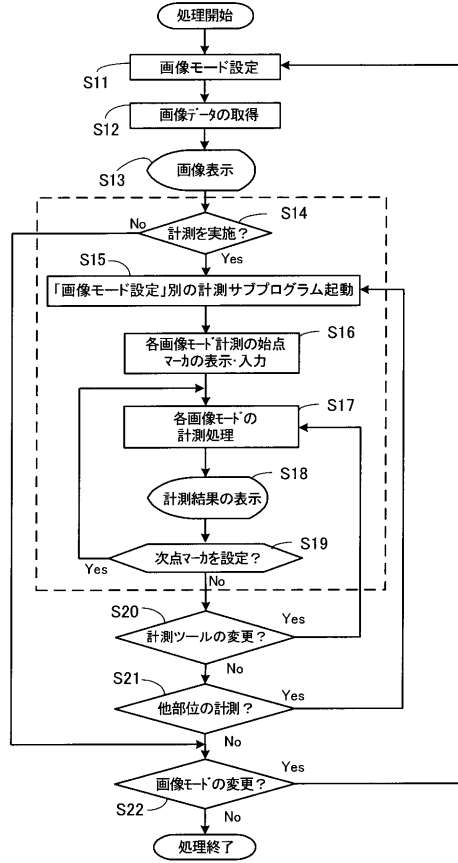 処理開始
画像モード設定
S11
画像データの取得
S12
画像表示
S13
計測を実施？
S14
No
Yes
S15
「画像モード設定」別の計測サブプログラム起動
各画像モード計測の始点
マーカの表示・入力
S16
各画像モードの
計測処理
S17
計測結果の表示
S18
次点マーカを設定？
S19
Yes
No
S20
計測ツールの変更？
Yes
No
S21
他部位の計測？
Yes
No
画像モードの変更？
Yes
S22
No
処理終了